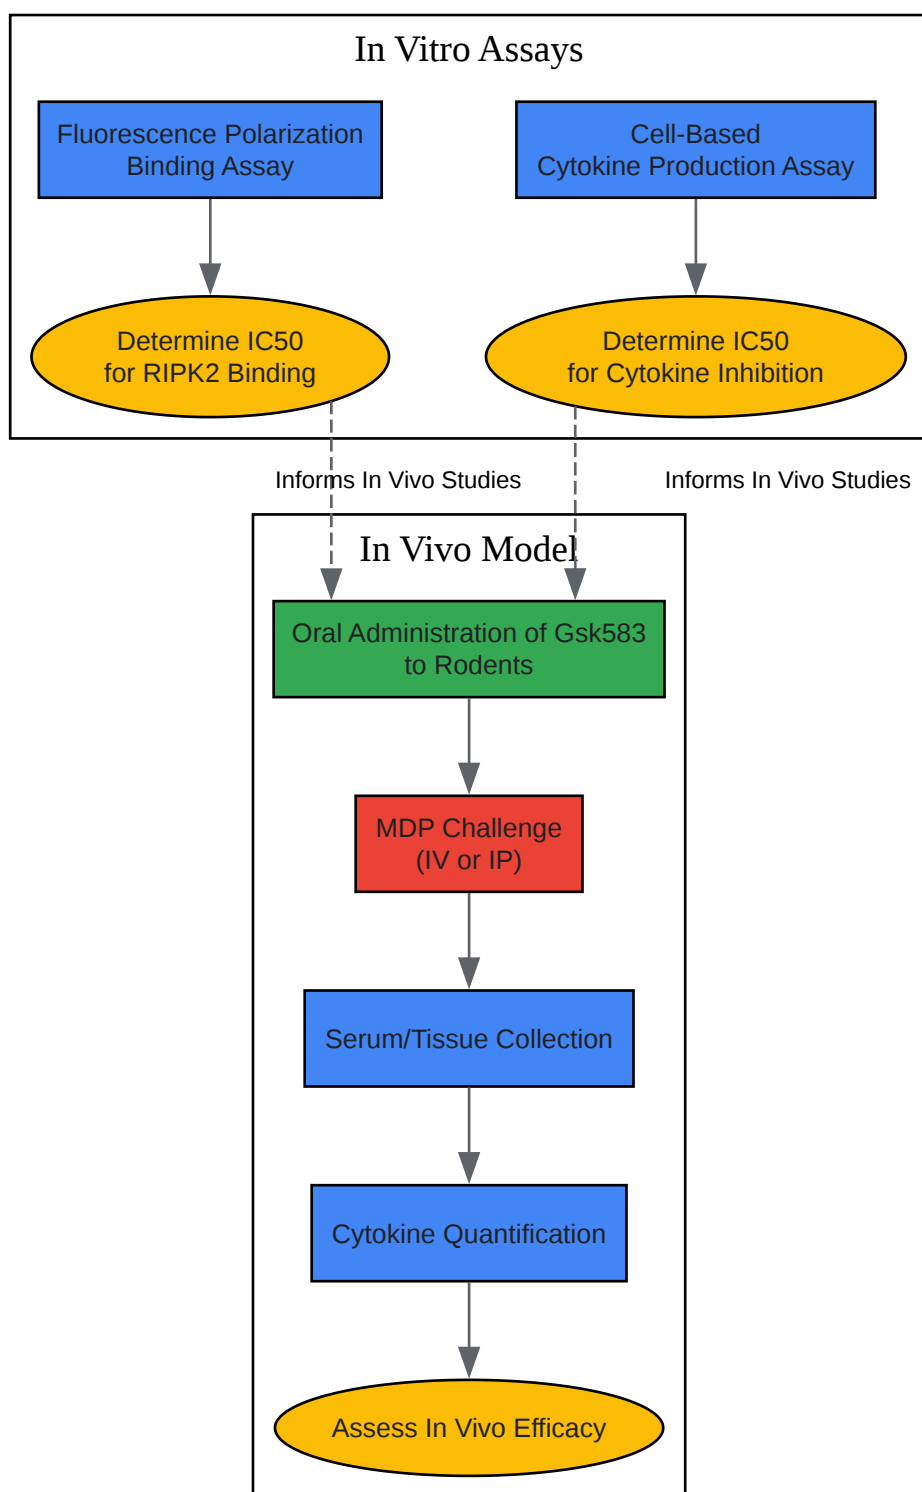 In Vitro Assays
Fluorescence Polarization
Binding Assay
Cell-Based
Cytokine Production Assay
Determine IC50
for RIPK2 Binding
Determine IC50
for Cytokine Inhibition
Informs In Vivo Studies
Informs In Vivo Studies
In Vivo Model
Oral Administration of Gsk583
to Rodents
MDP Challenge
(IV or IP)
Serum/Tissue Collection
Cytokine Quantification
Assess In Vivo Efficacy